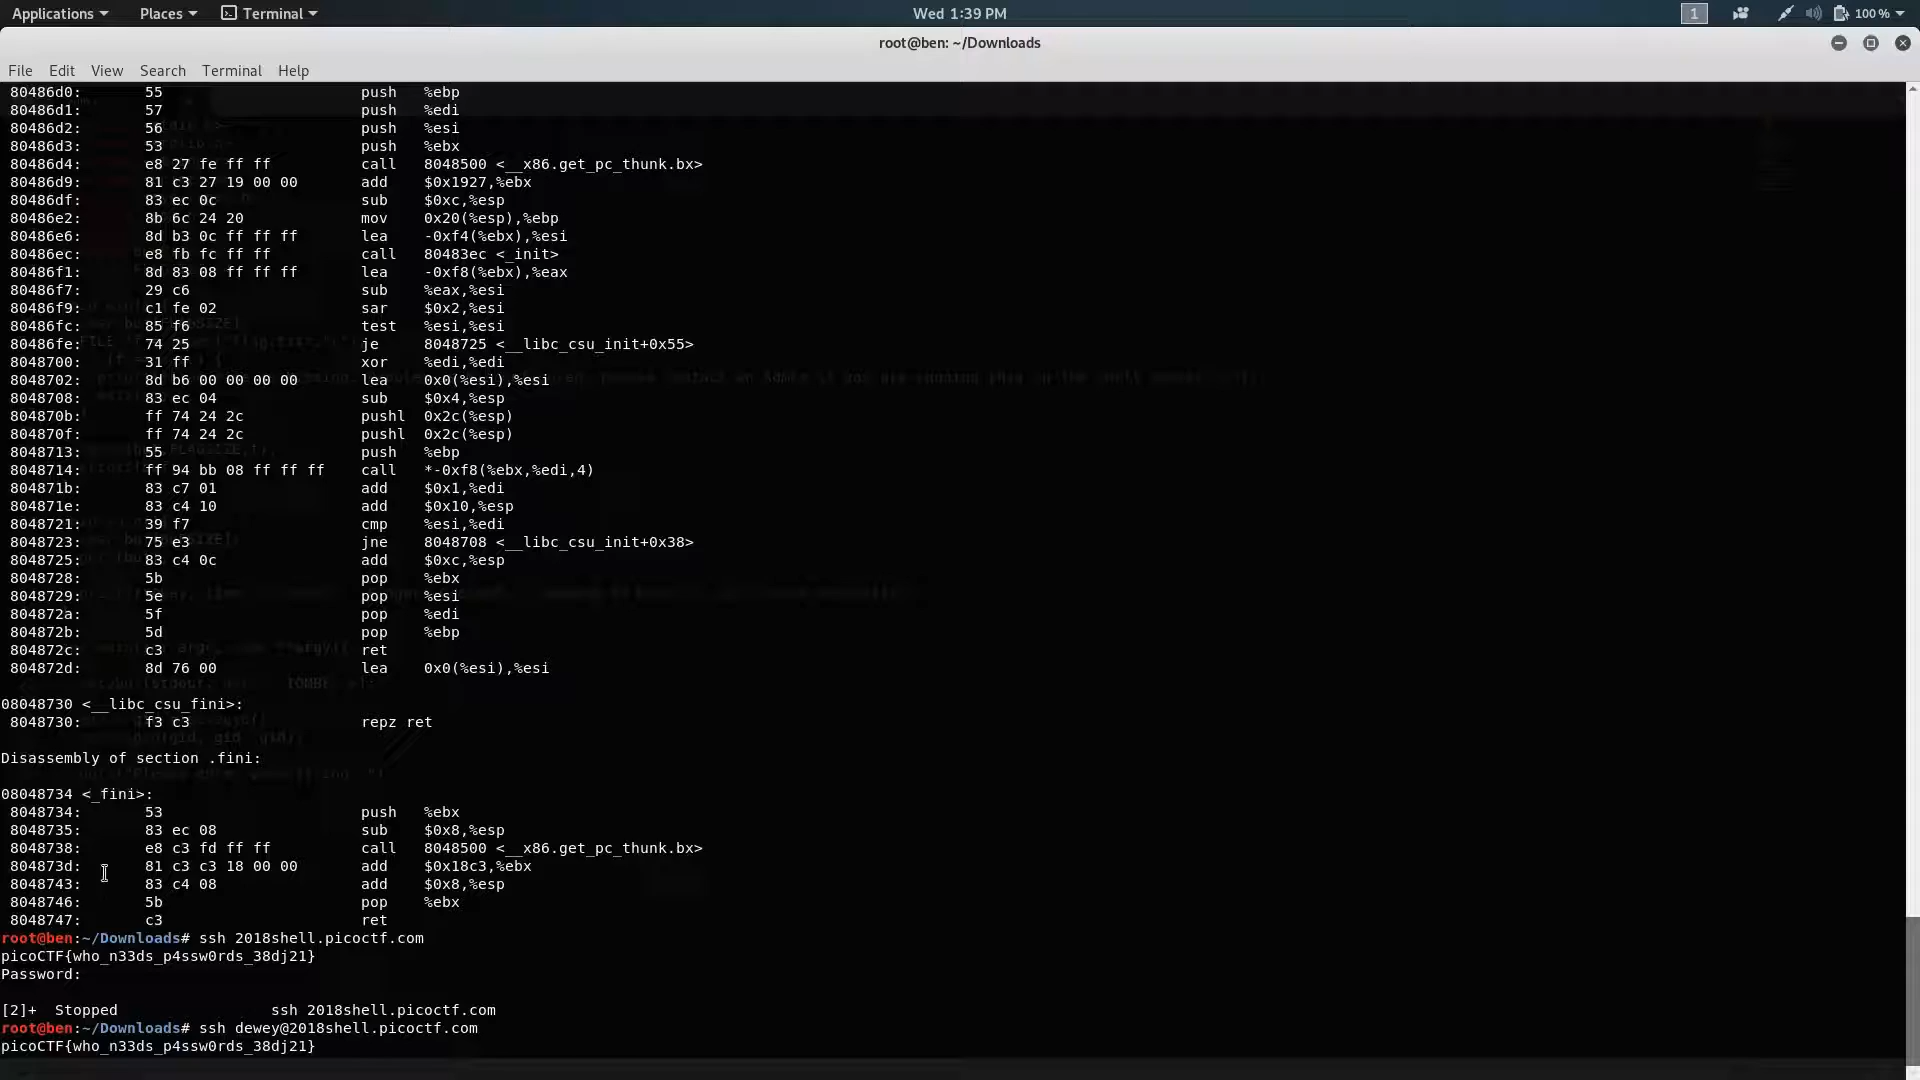 Applications Places Terminal Wed 1:39 PM 1 100 %
root@ben: ~/Downloads
File Edit View Search Terminal Help
80486d0: 55 push %ebp
80486d1: 57 push %edi
80486d2: 56 push %esi
80486d3: 53 push %ebx
80486d4: e8 27 fe ff ff call 8048500 <__x86.get_pc_thunk.bx>
80486d9: 81 c3 27 19 00 00 add $0x1927,%ebx
80486df: 83 ec 0c sub $0xc,%esp
80486e2: 8b 6c 24 20 mov 0x20(%esp),%ebp
80486e6: 8d b3 0c ff ff ff lea -0xf4(%ebx),%esi
80486ec: e8 fb fc ff ff call 80483ec <_init>
80486f1: 8d 83 08 ff ff ff lea -0xf8(%ebx),%eax
80486f7: 29 c6 sub %eax,%esi
80486f9: c1 fe 02 sar $0x2,%esi
80486fc: 85 f6 test %esi,%esi
80486fe: 74 25 je 8048725 <__libc_csu_init+0x55>
8048700: 31 ff xor %edi,%edi
8048702: 8d b6 00 00 00 00 lea 0x0(%esi),%esi
8048708: 83 ec 04 sub $0x4,%esp
804870b: ff 74 24 2c pushl 0x2c(%esp)
804870f: ff 74 24 2c pushl 0x2c(%esp)
8048713: 55 push %ebp
8048714: ff 94 bb 08 ff ff ff call *-0xf8(%ebx,%edi,4)
804871b: 83 c7 01 add $0x1,%edi
804871e: 83 c4 10 add $0x10,%esp
8048721: 39 f7 cmp %esi,%edi
8048723: 75 e3 jne 8048708 <__libc_csu_init+0x38>
8048725: 83 c4 0c add $0xc,%esp
8048728: 5b pop %ebx
8048729: 5e pop %esi
804872a: 5f pop %edi
804872b: 5d pop %ebp
804872c: c3 ret
804872d: 8d 76 00 lea 0x0(%esi),%esi
08048730 <__libc_csu_fini>:
8048730: f3 c3 repz ret
Disassembly of section .fini:
08048734 <_fini>:
8048734: 53 push %ebx
8048735: 83 ec 08 sub $0x8,%esp
8048738: e8 c3 fd ff ff call 8048500 <__x86.get_pc_thunk.bx>
804873d: 81 c3 c3 18 00 00 add $0x18c3,%ebx
8048743: 83 c4 08 add $0x8,%esp
8048746: 5b pop %ebx
8048747: c3 ret
root@ben:~/Downloads# ssh 2018shell.picoctf.com
picoCTF{who_n33ds_p4ssw0rds_38dj21}
Password:
[2]+ Stopped ssh 2018shell.picoctf.com
root@ben:~/Downloads# ssh dewey@2018shell.picoctf.com
picoCTF{who_n33ds_p4ssw0rds_38dj21}